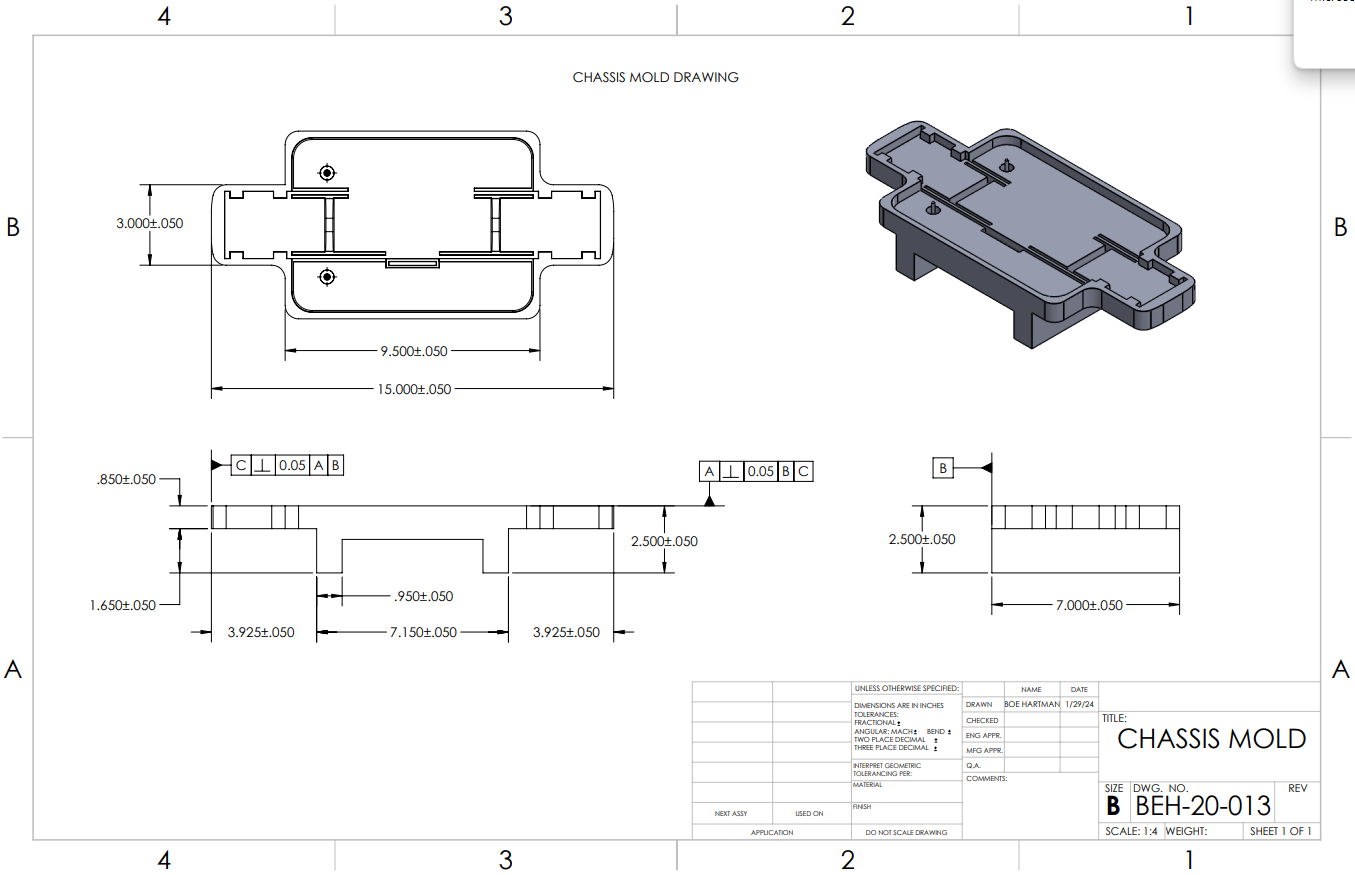 4 3 2 1
CHASSIS MOLD DRAWING
B B
3.000±.050
9.500±.050
15.000±.050
C ⊥ 0.05 A B
A ⊥ 0.05 B C
B
.850±.050
2.500±.050
2.500±.050
1.650±.050
.950±.050
7.000±.050
3.925±.050 7.150±.050 3.925±.050
A A
UNLESS OTHERWISE SPECIFIED:
DIMENSIONS ARE IN INCHES
TOLERANCES:
FRACTIONAL ±
ANGULAR: MACH ± BEND ±
TWO PLACE DECIMAL ±
THREE PLACE DECIMAL ±
INTERPRET GEOMETRIC
TOLERANCING PER:
MATERIAL
FINISH
NEXT ASSY USED ON
APPLICATION DO NOT SCALE DRAWING
NAME DATE
DRAWN BOE HARTMAN 1/29/24
CHECKED
ENG APPR.
MFG APPR.
Q.A.
COMMENTS:
TITLE:
CHASSIS MOLD
SIZE DWG. NO. REV
B BEH-20-013
SCALE: 1:4 WEIGHT: SHEET 1 OF 1
4 3 2 1